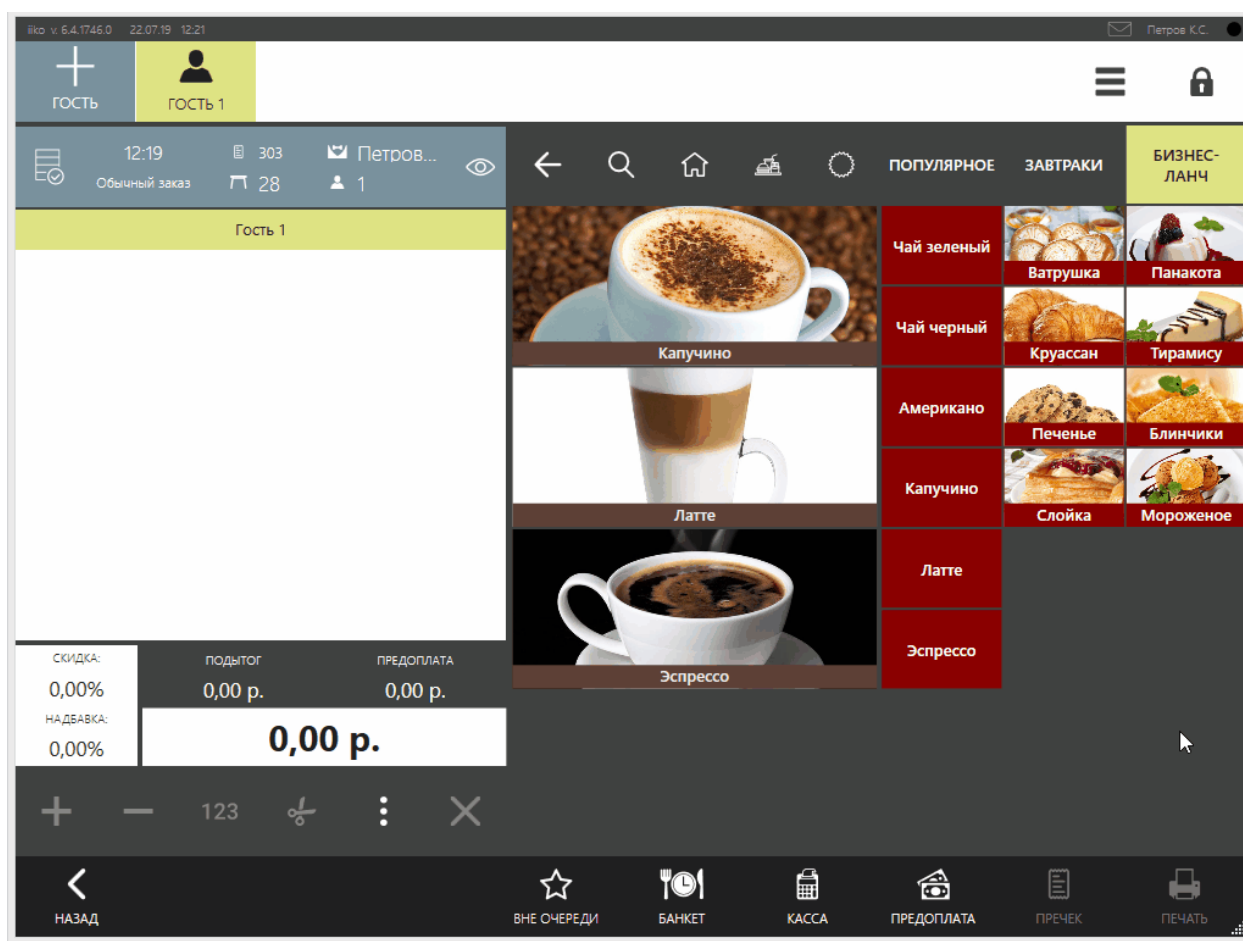 iiko v. 6.4.1746.0 22.07.19 12:21 Петров К.С.
ГОСТЬ
ГОСТЬ 1
12:19 303 Петров...
Обычный заказ 28 1
ПОПУЛЯРНОЕ ЗАВТРАКИ БИЗНЕС-
ЛАНЧ
Гость 1
Капучино
Латте
Эспрессо
Чай зеленый
Чай черный
Американо
Капучино
Латте
Эспрессо
Ватрушка Панакота
Круассан Тирамису
Печенье Блинчики
Слойка Мороженое
СКИДКА: ПОДЫТОГ ПРЕДОПЛАТА
0,00% 0,00 р. 0,00 р.
НАДБАВКА:
0,00% 0,00 р.
123
НАЗАД ВНЕ ОЧЕРЕДИ БАНКЕТ КАССА ПРЕДОПЛАТА ПРЕЧЕК ПЕЧАТЬ